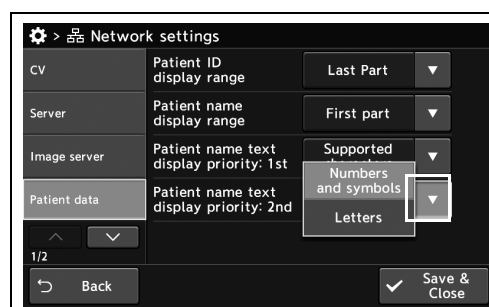 > Network settings
CV
Patient ID
display range
Last Part
Server
Patient name
display range
First part
Image server
Patient name text
display priority: 1st
Supported
Patient data
Patient name text
display priority: 2nd
Numbers
and symbols
Letters
1/2
Back
Save &
Close